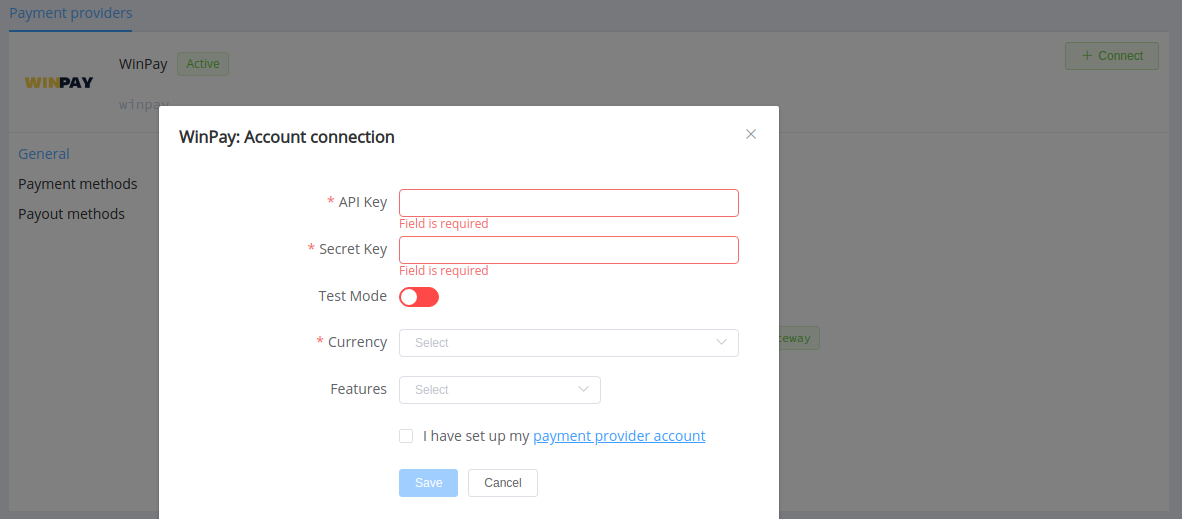 Payment providers
WINPAY
WinPay Active
+ Connect
winpay
General
Payment methods
Payout methods
WinPay: Account connection
* API Key
Field is required
* Secret Key
Field is required
Test Mode
* Currency Select
Features Select
I have set up my payment provider account
Save Cancel